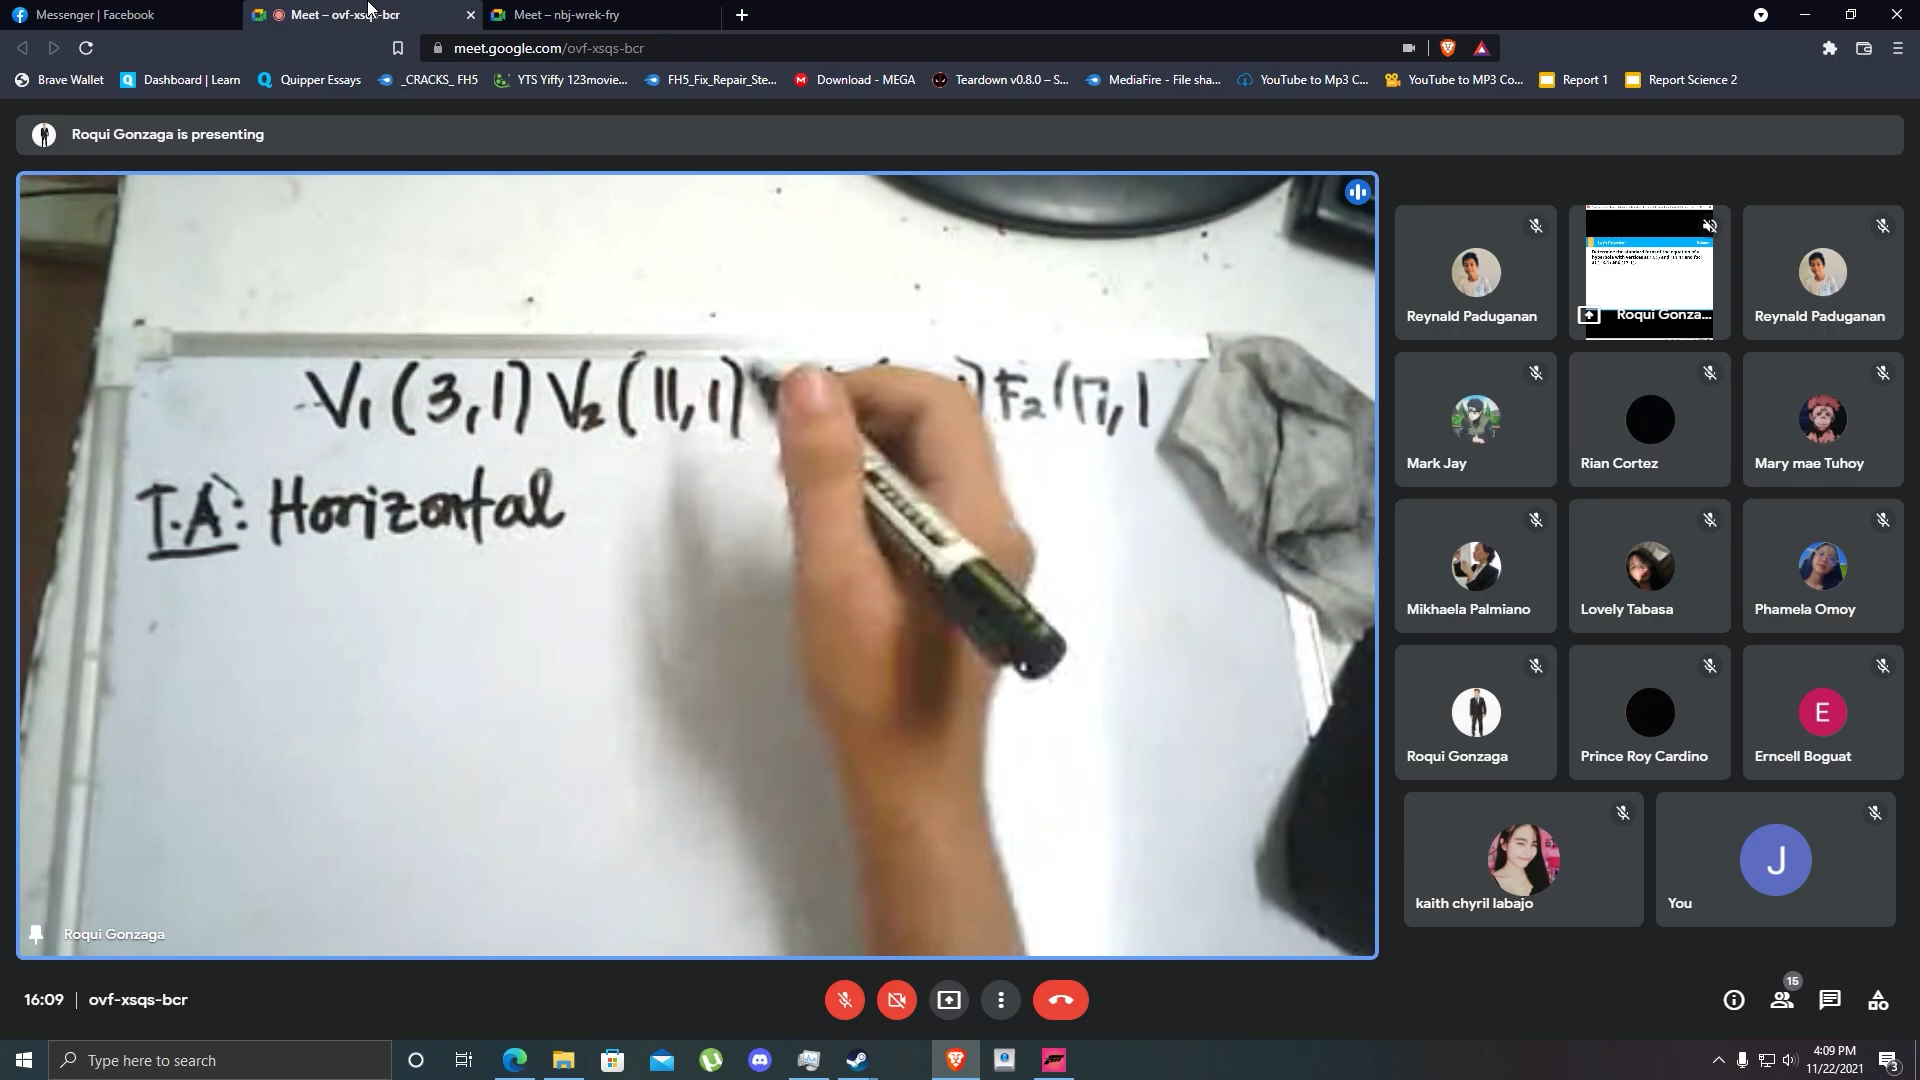 Messenger | Facebook
Meet – ovf-xsqs-bcr
Meet – nbj-wrek-fry
meet.google.com/ovf-xsqs-bcr
Brave Wallet
Dashboard | Learn
Quipper Essays
_CRACKS_ FH5
YTS Yiffy 123movie...
FH5_Fix_Repair_Ste...
Download - MEGA
Teardown v0.8.0 – S...
MediaFire - File sha...
YouTube to Mp3 C...
YouTube to MP3 Co...
Report 1
Report Science 2
Roqui Gonzaga is presenting
V₁ (3,1) V₂ (11,1) F₂ (17,1
T.A: Horizontal
Roqui Gonzaga
Reynald Paduganan
Roqui Gonza...
Reynald Paduganan
Mark Jay
Rian Cortez
Mary mae Tuhoy
Mikhaela Palmiano
Lovely Tabasa
Phamela Omoy
Roqui Gonzaga
Prince Roy Cardino
E
Erncell Boguat
kaith chyril labajo
J
You
16:09 | ovf-xsqs-bcr
15
Type here to search
4:09 PM
11/22/2021
3